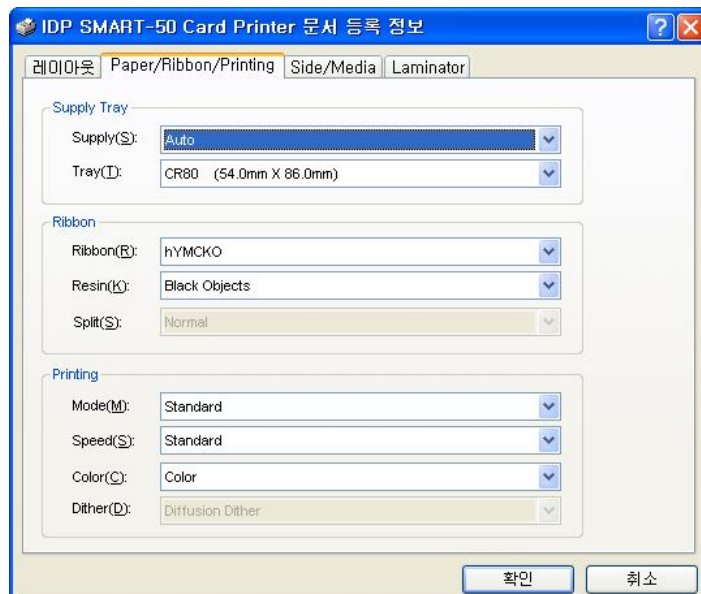 IDP SMART-50 Card Printer 문서 등록 정보
레이아웃 Paper/Ribbon/Printing Side/Media Laminator
Supply Tray
Supply(S): Auto
Tray(T): CR80 (54.0mm X 86.0mm)
Ribbon
Ribbon(R): hYMCKO
Resin(K): Black Objects
Split(S): Normal
Printing
Mode(M): Standard
Speed(S): Standard
Color(C): Color
Dither(D): Diffusion Dither
확인 취소